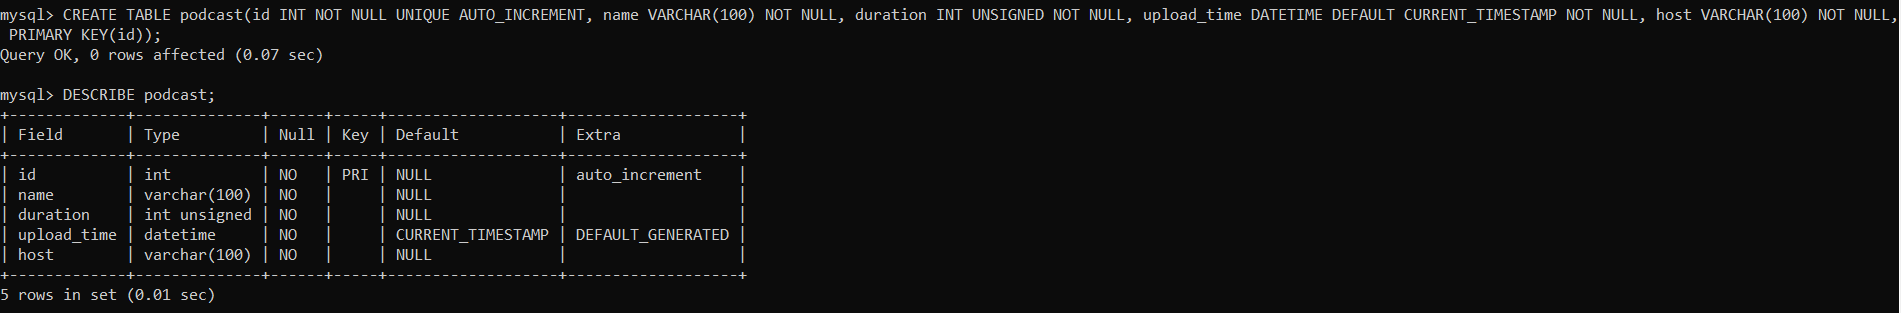 mysql> CREATE TABLE podcast(id INT NOT NULL UNIQUE AUTO_INCREMENT, name VARCHAR(100) NOT NULL, duration INT UNSIGNED NOT NULL, upload_time DATETIME DEFAULT CURRENT_TIMESTAMP NOT NULL, host VARCHAR(100) NOT NULL,
 PRIMARY KEY(id));
Query OK, 0 rows affected (0.07 sec)

mysql> DESCRIBE podcast;
+-------------+--------------+------+-----+-------------------+-------------------+
| Field       | Type         | Null | Key | Default           | Extra             |
+-------------+--------------+------+-----+-------------------+-------------------+
| id          | int          | NO   | PRI | NULL              | auto_increment    |
| name        | varchar(100) | NO   |     | NULL              |                   |
| duration    | int unsigned | NO   |     | NULL              |                   |
| upload_time | datetime     | NO   |     | CURRENT_TIMESTAMP | DEFAULT_GENERATED |
| host        | varchar(100) | NO   |     | NULL              |                   |
+-------------+--------------+------+-----+-------------------+-------------------+
5 rows in set (0.01 sec)